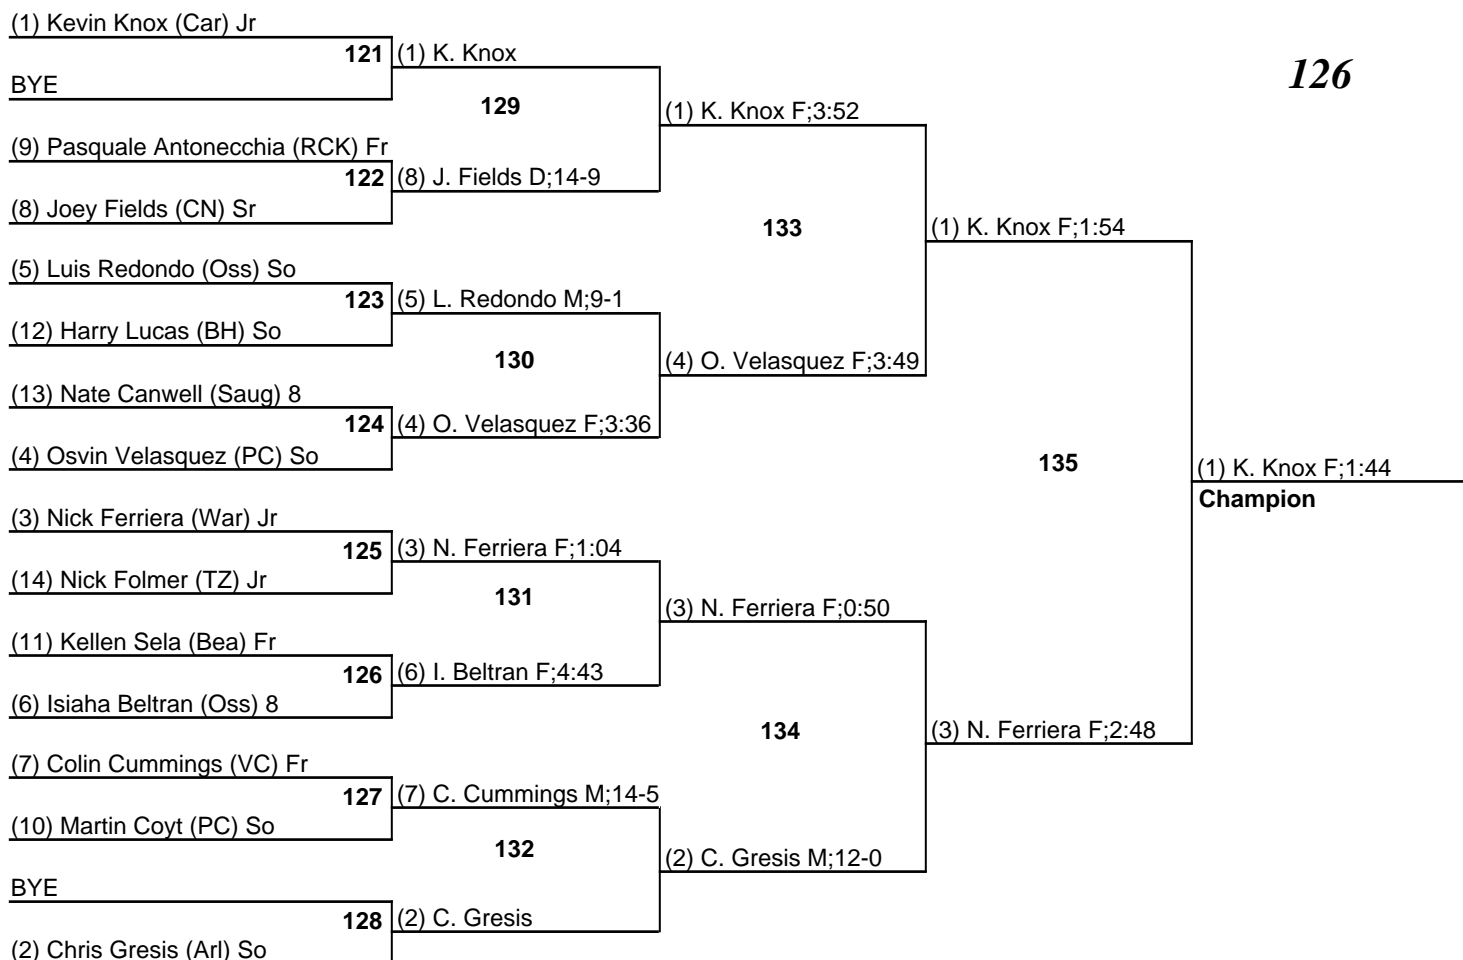 (1) Kevin Knox (Car) Jr
121
BYE
(1) K. Knox
126
129
(9) Pasquale Antonecchia (RCK) Fr
122
(8) Joey Fields (CN) Sr
(8) J. Fields D;14-9
(1) K. Knox F;3:52
133
(5) Luis Redondo (Oss) So
123
(12) Harry Lucas (BH) So
(5) L. Redondo M;9-1
130
(13) Nate Canwell (Saug) 8
124
(4) Osvin Velasquez (PC) So
(4) O. Velasquez F;3:36
(4) O. Velasquez F;3:49
(1) K. Knox F;1:54
135
(1) K. Knox F;1:44
Champion
(3) Nick Ferriera (War) Jr
125
(14) Nick Folmer (TZ) Jr
(3) N. Ferriera F;1:04
131
(11) Kellen Sela (Bea) Fr
126
(6) Isiaha Beltran (Oss) 8
(6) I. Beltran F;4:43
(3) N. Ferriera F;0:50
134
(3) N. Ferriera F;2:48
(7) Colin Cummings (VC) Fr
127
(10) Martin Coyt (PC) So
(7) C. Cummings M;14-5
132
(2) C. Gresis M;12-0
BYE
128
(2) Chris Gresis (Arl) So
(2) C. Gresis